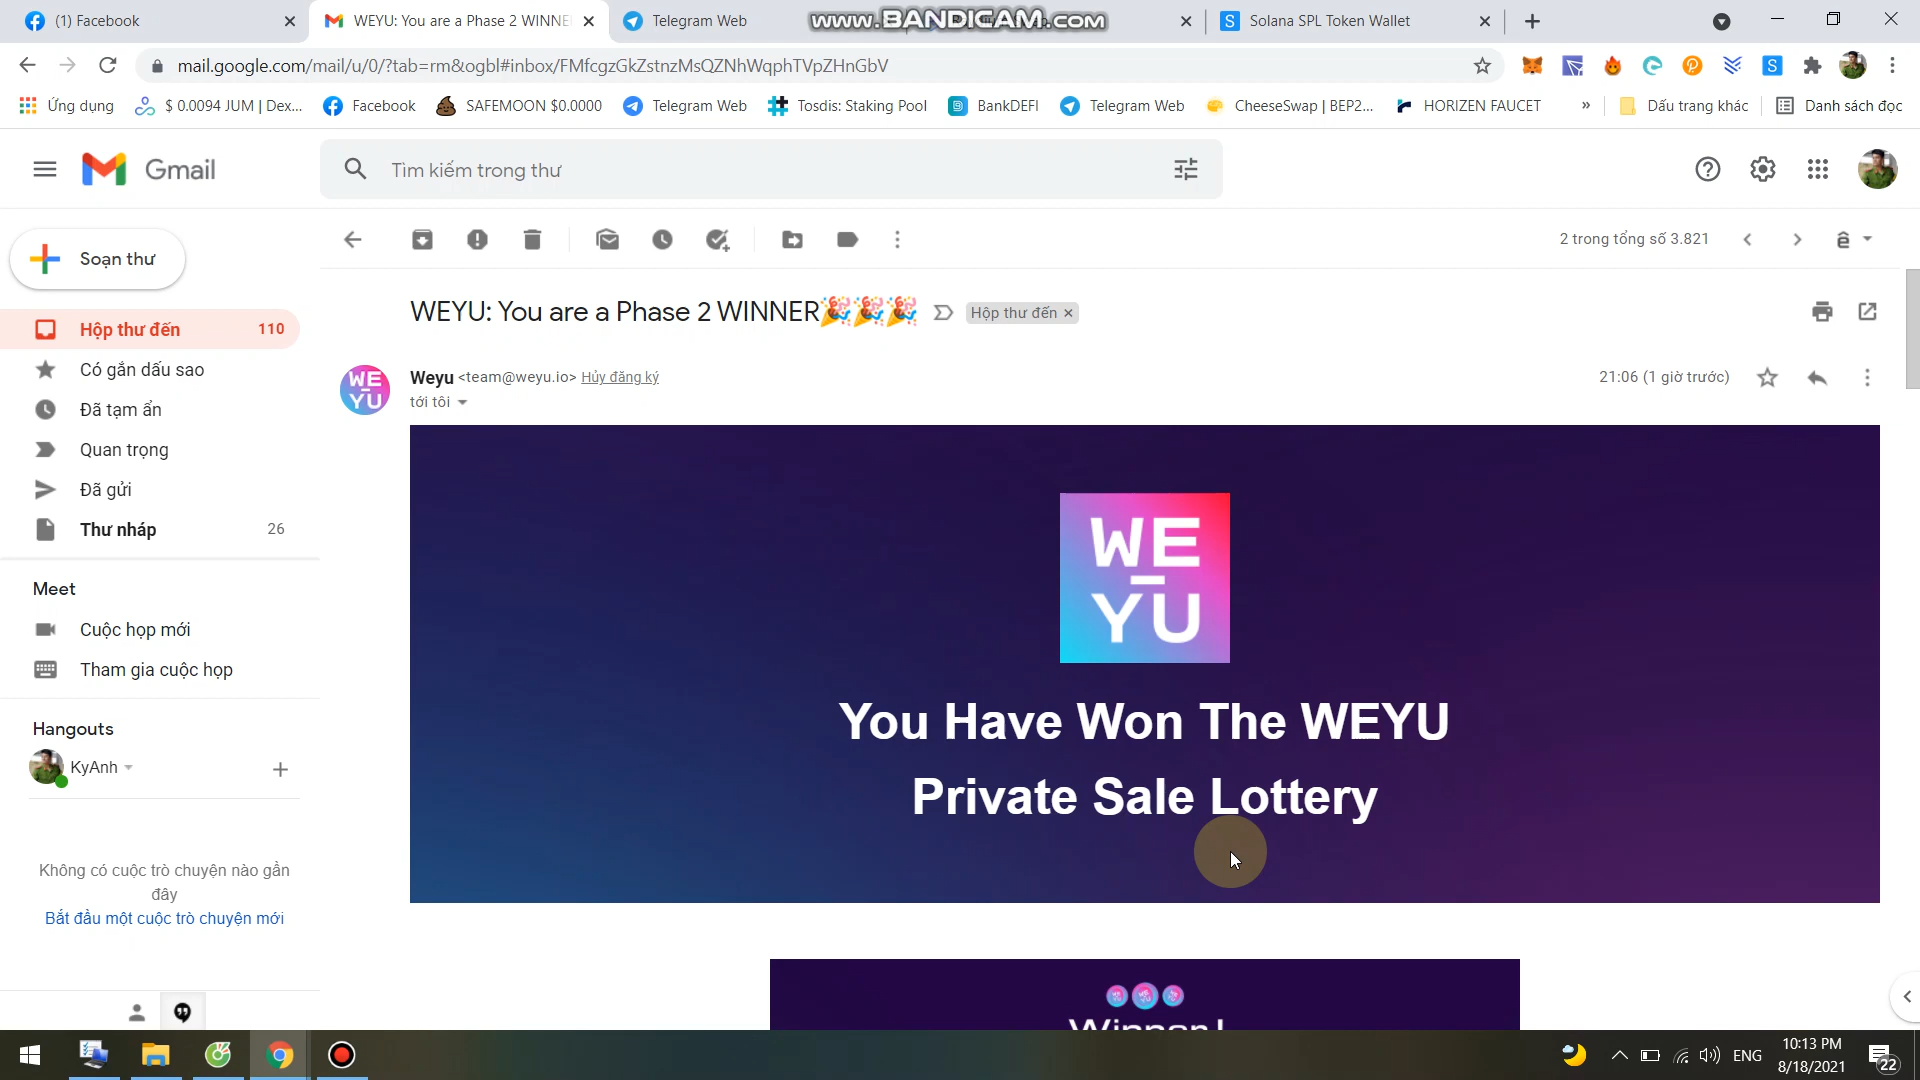 (1) Facebook
WEYU: You are a Phase 2 WINNE
Telegram Web
WWW.BANDICAM.COM
Solana SPL Token Wallet
mail.google.com/mail/u/0/?tab=rm&ogbl#inbox/FMfcgzGkZstnzMsQZNhWqphTVpZHnGbV
Ứng dụng
$ 0.0094 JUM | Dex...
Facebook
SAFEMOON $0.0000
Telegram Web
Tosdis: Staking Pool
BankDEFI
Telegram Web
CheeseSwap | BEP2...
HORIZEN FAUCET
»
Dấu trang khác
Danh sách đọc
Gmail
Tìm kiếm trong thư
Soạn thư
2 trong tổng số 3.821
Hộp thư đến 110
Có gắn dấu sao
Đã tạm ẩn
Quan trọng
Đã gửi
Thư nháp 26
Meet
Cuộc họp mới
Tham gia cuộc họp
Hangouts
KyAnh
Không có cuộc trò chuyện nào gần
đây
Bắt đầu một cuộc trò chuyện mới
WEYU: You are a Phase 2 WINNER🎉🎉🎉
Hộp thư đến
Weyu <team@weyu.io> Hủy đăng ký
21:06 (1 giờ trước)
tới tôi
WE
YU
WE
YU
You Have Won The WEYU
Private Sale Lottery
Winner!
ENG
10:13 PM
8/18/2021
22